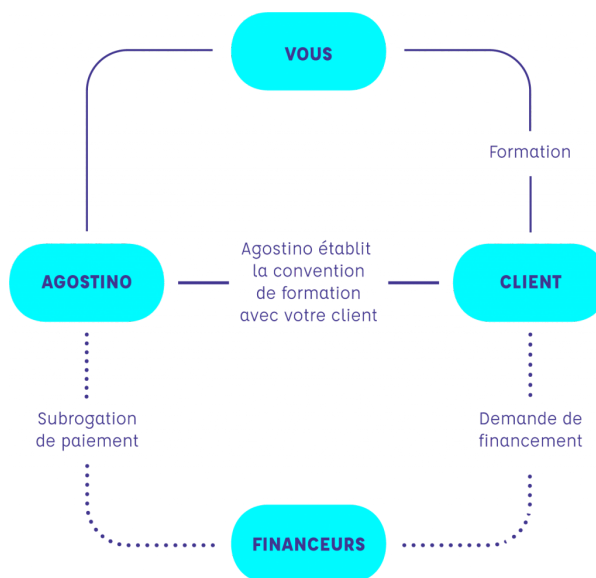 VOUS
Formation
AGOSTINO
Agostino établit
la convention
de formation
avec votre client
CLIENT
Subrogation
de paiement
Demande de
financement
FINANCEURS